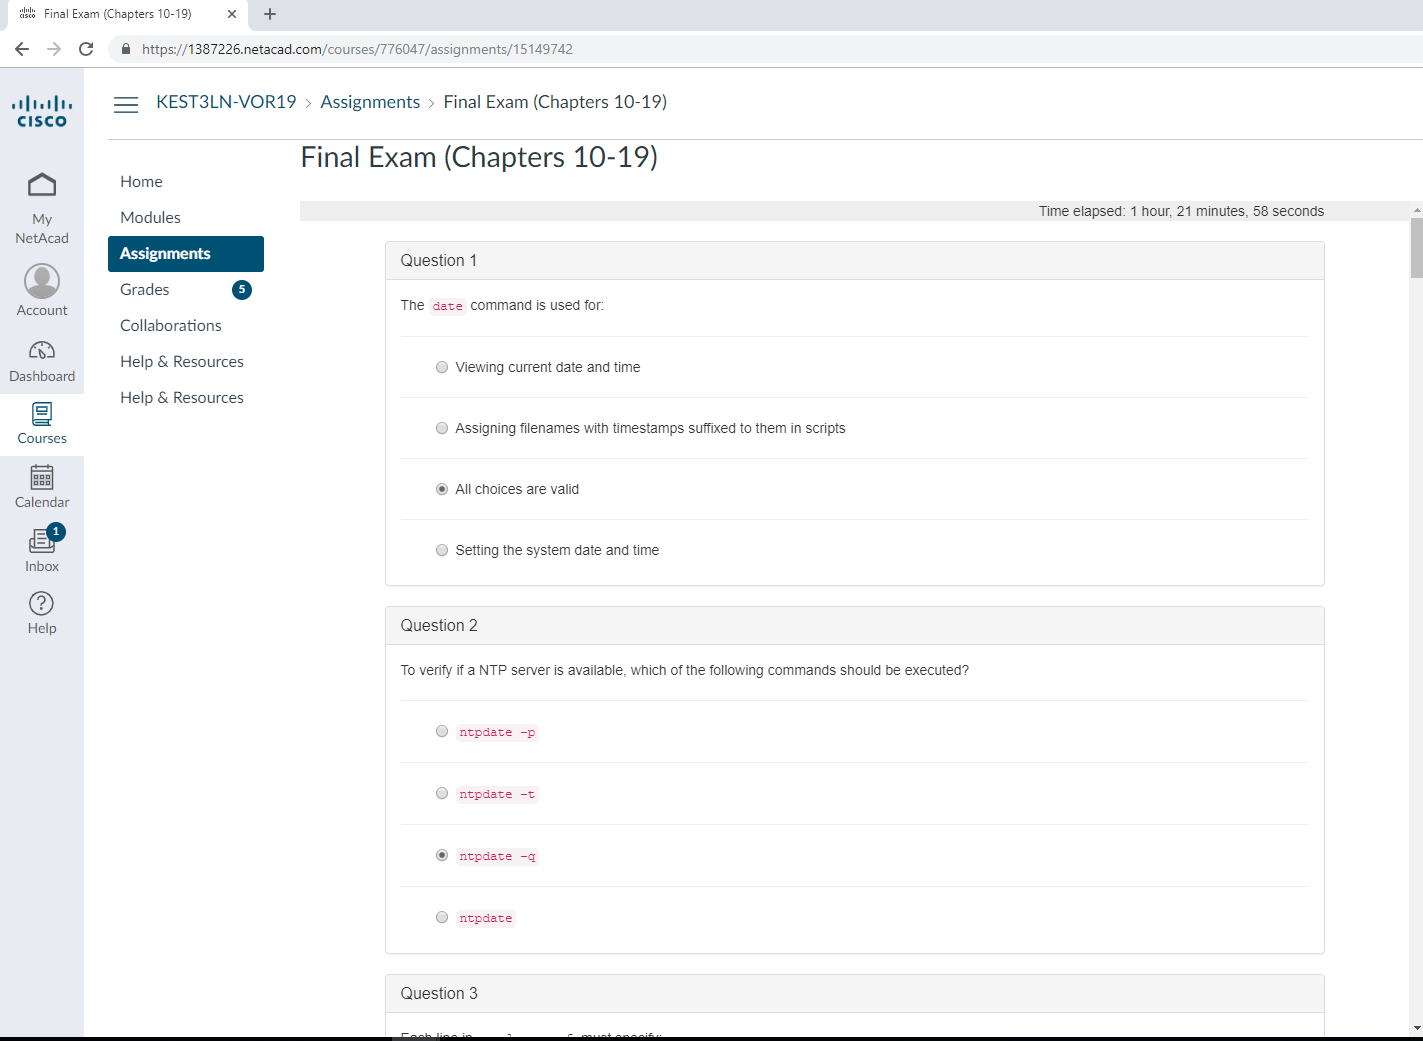 Final Exam (Chapters 10-19)
https://1387226.netacad.com/courses/776047/assignments/15149742
CISCO
KEST3LN-VOR19 > Assignments > Final Exam (Chapters 10-19)
My NetAcad
Account
Dashboard
Courses
Calendar
1
Inbox
Help
Home
Modules
Assignments
Grades 5
Collaborations
Help & Resources
Help & Resources
Final Exam (Chapters 10-19)
Time elapsed: 1 hour, 21 minutes, 58 seconds
Question 1
The date command is used for:
Viewing current date and time
Assigning filenames with timestamps suffixed to them in scripts
All choices are valid
Setting the system date and time
Question 2
To verify if a NTP server is available, which of the following commands should be executed?
ntpdate -p
ntpdate -t
ntpdate -q
ntpdate
Question 3
Each line in must specify: